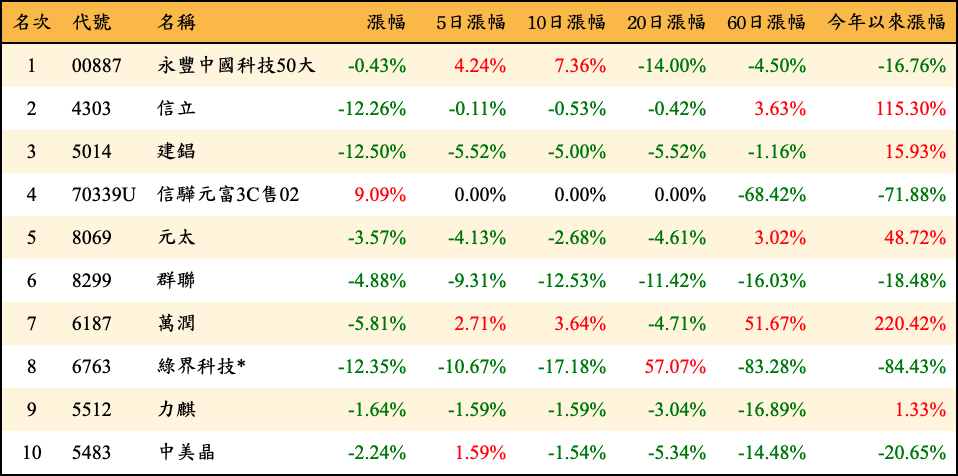 名次 代號 名稱 漲幅 5日漲幅 10日漲幅 20日漲幅 60日漲幅 今年以來漲幅
1 00887 永豐中國科技50大 -0.43% 4.24% 7.36% -14.00% -4.50% -16.76%
2 4303 信立 -12.26% -0.11% -0.53% -0.42% 3.63% 115.30%
3 5014 建錩 -12.50% -5.52% -5.00% -5.52% -1.16% 15.93%
4 70339U 信驊元富3C售02 9.09% 0.00% 0.00% 0.00% -68.42% -71.88%
5 8069 元太 -3.57% -4.13% -2.68% -4.61% 3.02% 48.72%
6 8299 群聯 -4.88% -9.31% -12.53% -11.42% -16.03% -18.48%
7 6187 萬潤 -5.81% 2.71% 3.64% -4.71% 51.67% 220.42%
8 6763 綠界科技* -12.35% -10.67% -17.18% 57.07% -83.28% -84.43%
9 5512 力麒 -1.64% -1.59% -1.59% -3.04% -16.89% 1.33%
10 5483 中美晶 -2.24% 1.59% -1.54% -5.34% -14.48% -20.65%